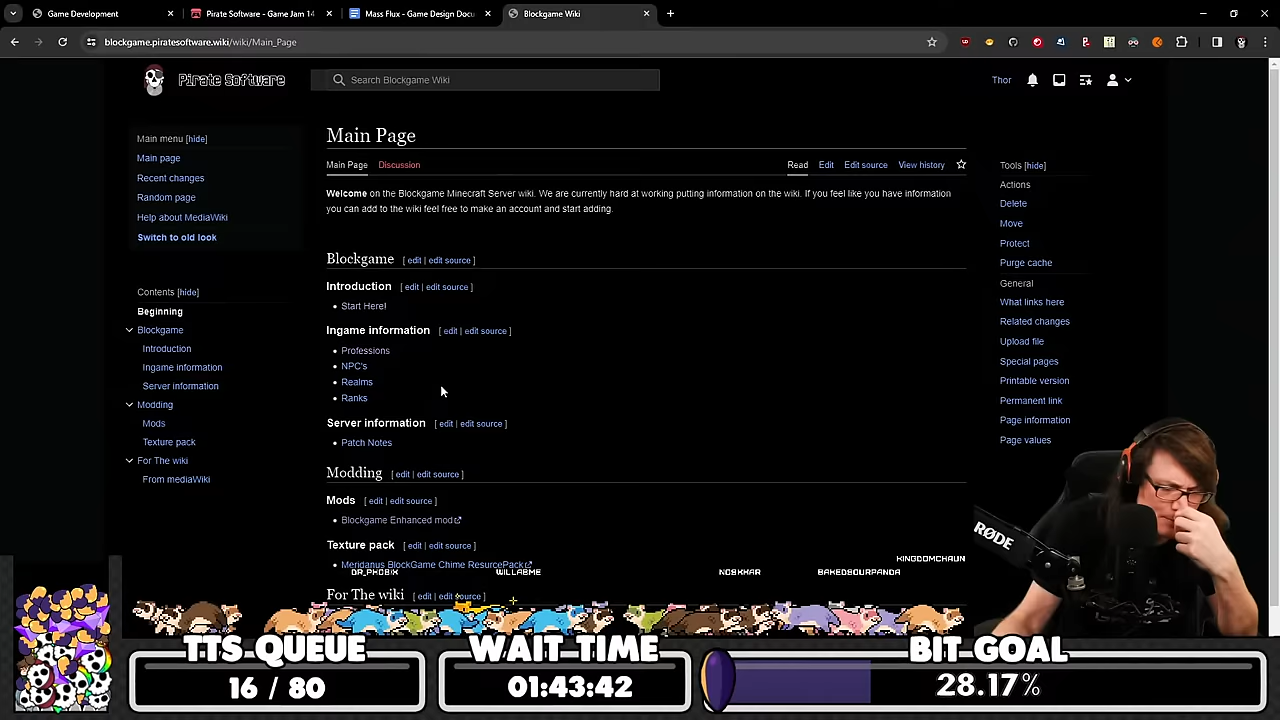 Game Development
Pirate Software - Game Jam 14
Mass Flux - Game Design Docu
Blockgame Wiki
blockgame.piratesoftware.wiki/wiki/Main_Page
Pirate Software
Search Blockgame Wiki
Thor
Main menu [hide]
Main page
Recent changes
Random page
Help about MediaWiki
Switch to old look
Contents [hide]
Beginning
Blockgame
Introduction
Ingame information
Server information
Modding
Mods
Texture pack
For The wiki
From mediaWiki
Main Page
Main Page Discussion Read Edit Edit source View history
Welcome on the Blockgame Minecraft Server wiki. We are currently hard at working putting information on the wiki. If you feel like you have information
you can add to the wiki feel free to make an account and start adding.
Blockgame [ edit | edit source ]
Introduction [ edit | edit source ]
Start Here!
Ingame information [ edit | edit source ]
Professions
NPC's
Realms
Ranks
Server information [ edit | edit source ]
Patch Notes
Modding [ edit | edit source ]
Mods [ edit | edit source ]
Blockgame Enhanced mod
Texture pack [ edit | edit source ]
Meridanus BlockGame Chime ResurcePack
For The wiki [ edit | edit source ]
Tools [hide]
Actions
Delete
Move
Protect
Purge cache
General
What links here
Related changes
Upload file
Special pages
Printable version
Permanent link
Page information
Page values
RØDE
KINGDOMCHAUN
DR_PHOBIX WILLABME NOSKKAR BAKEDSOURPANDA
TTS QUEUE
16 / 80
WAIT TIME
01:43:42
BIT GOAL
28.17%